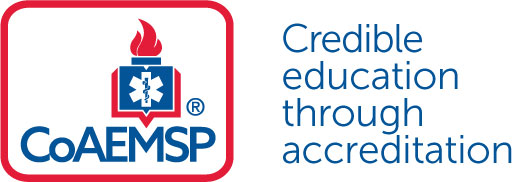 CoAEMSP®
Credible
education
through
accreditation